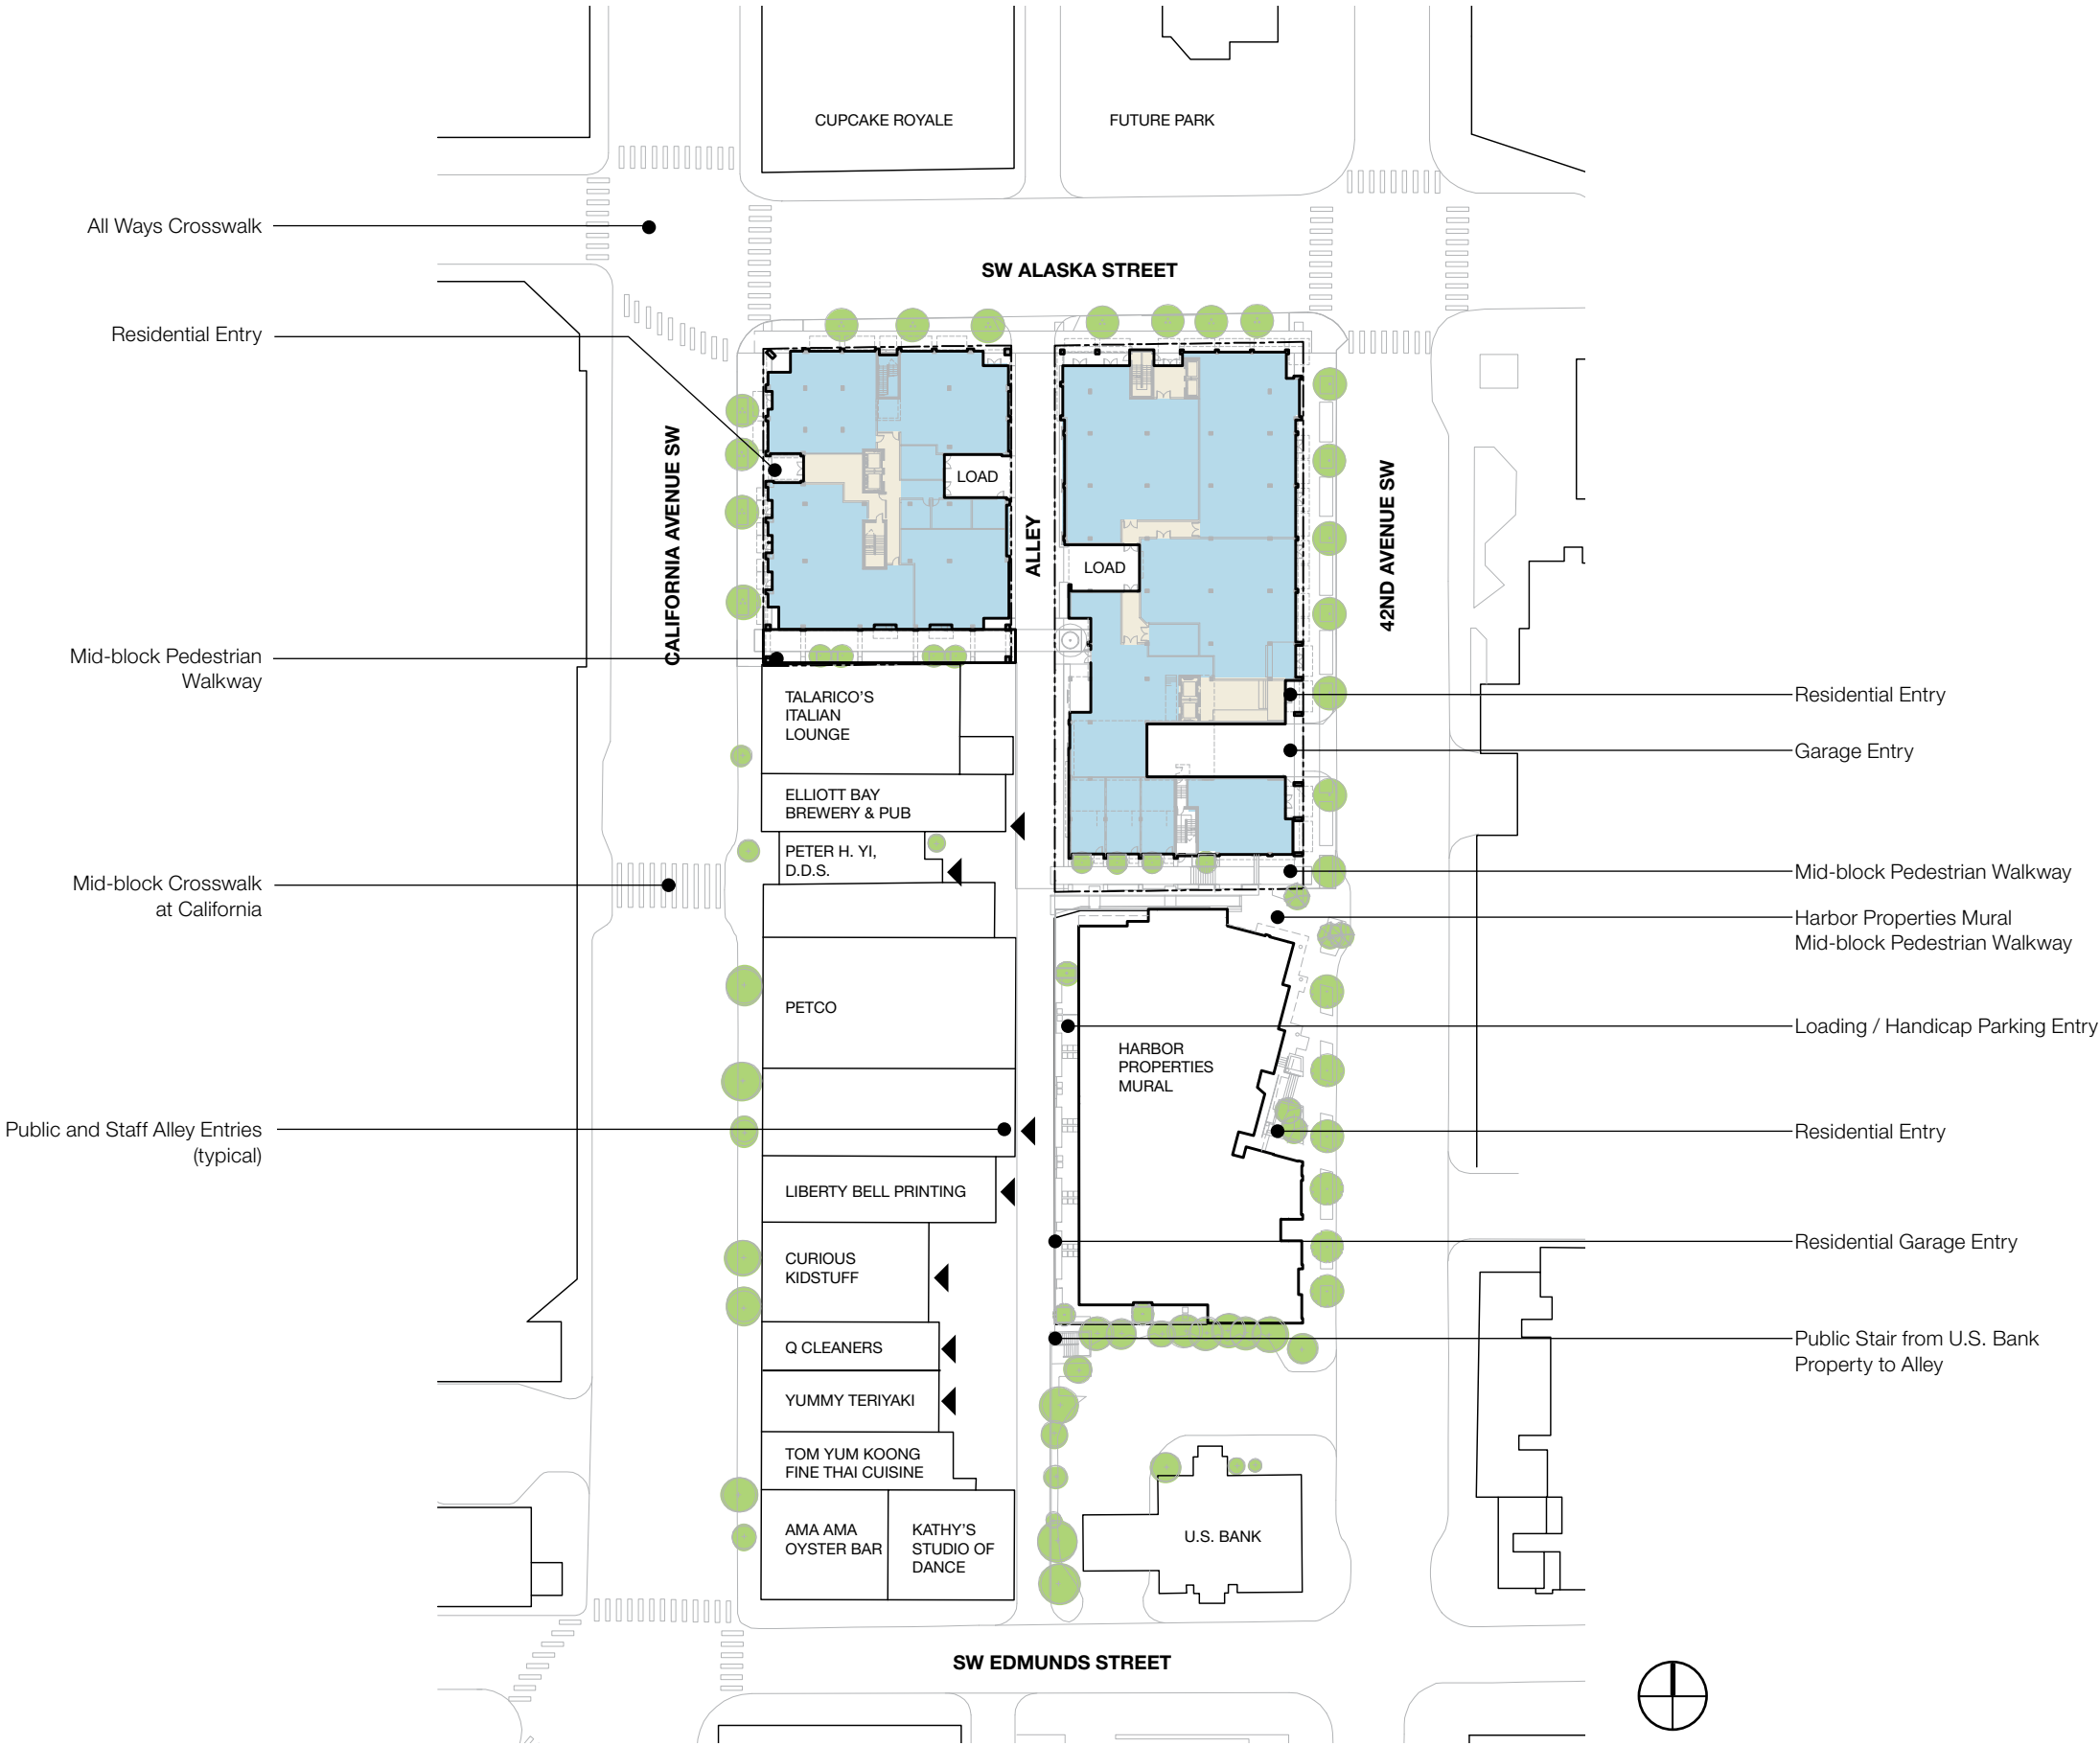 CUPCAKE ROYALE
FUTURE PARK
All Ways Crosswalk
SW ALASKA STREET
Residential Entry
CALIFORNIA AVENUE SW
LOAD
ALLEY
LOAD
42ND AVENUE SW
Mid-block Pedestrian
Walkway
TALARICO'S
ITALIAN
LOUNGE
Residential Entry
Garage Entry
ELLIOTT BAY
BREWERY & PUB
PETER H. YI,
D.D.S.
Mid-block Crosswalk
at California
Mid-block Pedestrian Walkway
Harbor Properties Mural
Mid-block Pedestrian Walkway
PETCO
Loading / Handicap Parking Entry
HARBOR
PROPERTIES
MURAL
Public and Staff Alley Entries
(typical)
Residential Entry
LIBERTY BELL PRINTING
Residential Garage Entry
CURIOUS
KIDSTUFF
Q CLEANERS
Public Stair from U.S. Bank
Property to Alley
YUMMY TERIYAKI
TOM YUM KOONG
FINE THAI CUISINE
AMA AMA
OYSTER BAR
KATHY'S
STUDIO OF
DANCE
U.S. BANK
SW EDMUNDS STREET